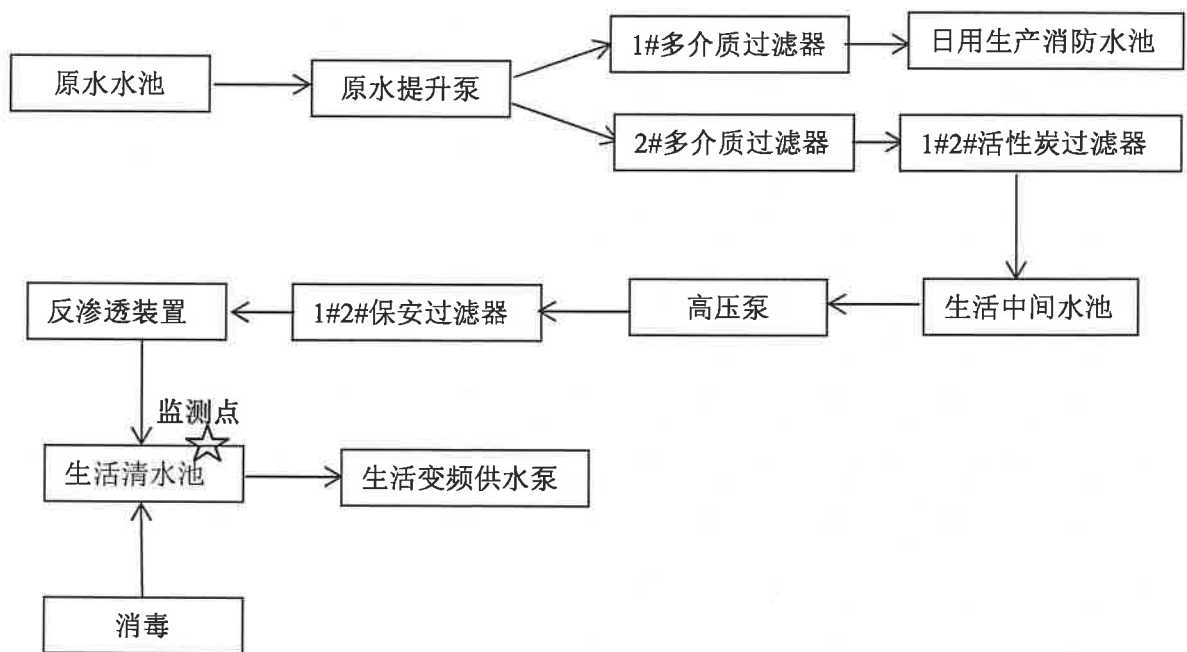 1#多介质过滤器
日用生产消防水池
原水水池
原水提升泵
2#多介质过滤器
1#2#活性炭过滤器
反渗透装置
1#2#保安过滤器
高压泵
生活中间水池
监测点
生活清水池
生活变频供水泵
消毒